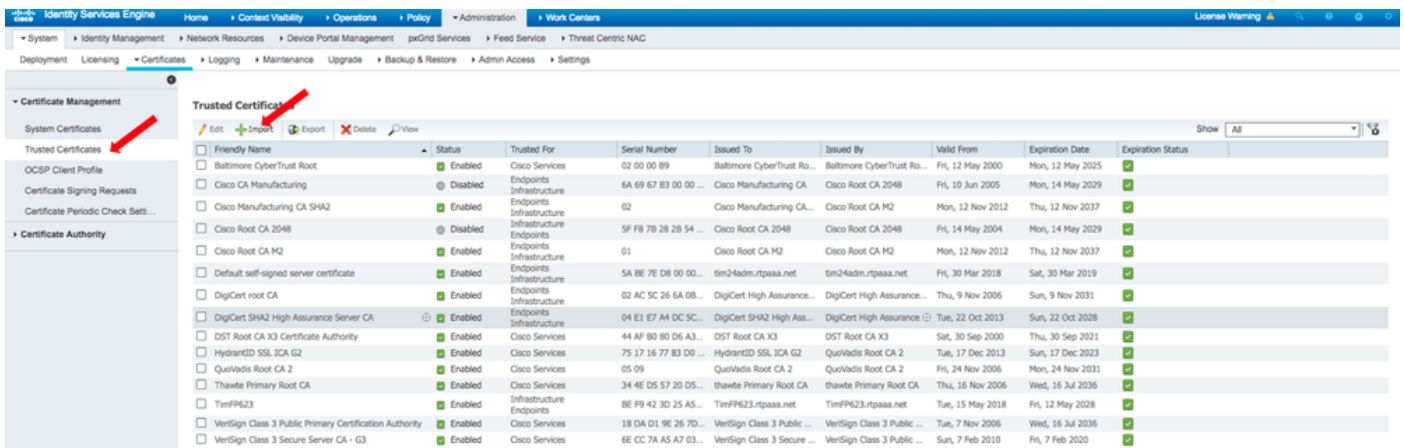 cisco Identity Services Engine Home Context Visibility Operations Policy Administration Work Centers License Warning
System Identity Management Network Resources Device Portal Management pxGrid Services Feed Service Threat Centric NAC
Deployment Licensing Certificates Logging Maintenance Upgrade Backup & Restore Admin Access Settings
Certificate Management
System Certificates
Trusted Certificates
OCSP Client Profile
Certificate Signing Requests
Certificate Periodic Check Setti...
Certificate Authority
Trusted Certificates
Edit Import Export Delete View Show All
Friendly Name Status Trusted For Serial Number Issued To Issued By Valid From Expiration Date Expiration Status
Baltimore CyberTrust Root Enabled Cisco Services 02 00 00 B9 Baltimore CyberTrust Ro... Baltimore CyberTrust Ro... Fri, 12 May 2000 Mon, 12 May 2025
Cisco CA Manufacturing Disabled Endpoints Infrastructure 6A 69 67 B3 00 00 ... Cisco Manufacturing CA Cisco Root CA 2048 Fri, 10 Jun 2005 Mon, 14 May 2029
Cisco Manufacturing CA SHA2 Enabled Endpoints Infrastructure 02 Cisco Manufacturing CA... Cisco Root CA M2 Mon, 12 Nov 2012 Thu, 12 Nov 2037
Cisco Root CA 2048 Disabled Infrastructure Endpoints 5F F8 7B 28 2B 54 ... Cisco Root CA 2048 Cisco Root CA 2048 Fri, 14 May 2004 Mon, 14 May 2029
Cisco Root CA M2 Enabled Endpoints Infrastructure 01 Cisco Root CA M2 Cisco Root CA M2 Mon, 12 Nov 2012 Thu, 12 Nov 2037
Default self-signed server certificate Enabled Endpoints Infrastructure 5A BE 7E D8 00 00... tim24adm.rtpaaa.net tim24adm.rtpaaa.net Fri, 30 Mar 2018 Sat, 30 Mar 2019
DigiCert root CA Enabled Endpoints Infrastructure 02 AC 5C 26 6A 0B... DigiCert High Assurance... DigiCert High Assurance... Thu, 9 Nov 2006 Sun, 9 Nov 2031
DigiCert SHA2 High Assurance Server CA Enabled Endpoints Infrastructure 04 E1 E7 A4 DC 5C... DigiCert SHA2 High Ass... DigiCert High Assurance Tue, 22 Oct 2013 Sun, 22 Oct 2028
DST Root CA X3 Certificate Authority Enabled Cisco Services 44 AF B0 80 D6 A3... DST Root CA X3 DST Root CA X3 Sat, 30 Sep 2000 Thu, 30 Sep 2021
HydrantID SSL ICA G2 Enabled Cisco Services 75 17 16 77 83 D0 ... HydrantID SSL ICA G2 QuoVadis Root CA 2 Tue, 17 Dec 2013 Sun, 17 Dec 2023
QuoVadis Root CA 2 Enabled Cisco Services 05 09 QuoVadis Root CA 2 QuoVadis Root CA 2 Fri, 24 Nov 2006 Mon, 24 Nov 2031
Thawte Primary Root CA Enabled Cisco Services 34 4E D5 57 20 D5... thawte Primary Root CA thawte Primary Root CA Thu, 16 Nov 2006 Wed, 16 Jul 2036
TimFP623 Enabled Infrastructure Endpoints BE F9 42 3D 25 A5... TimFP623.rtpaaa.net TimFP623.rtpaaa.net Tue, 15 May 2018 Fri, 12 May 2028
VeriSign Class 3 Public Primary Certification Authority Enabled Cisco Services 18 DA D1 9E 26 7D... VeriSign Class 3 Public ... VeriSign Class 3 Public ... Tue, 7 Nov 2006 Wed, 16 Jul 2036
VeriSign Class 3 Secure Server CA - G3 Enabled Cisco Services 6E CC 7A A5 A7 03... VeriSign Class 3 Secure ... VeriSign Class 3 Public ... Sun, 7 Feb 2010 Fri, 7 Feb 2020